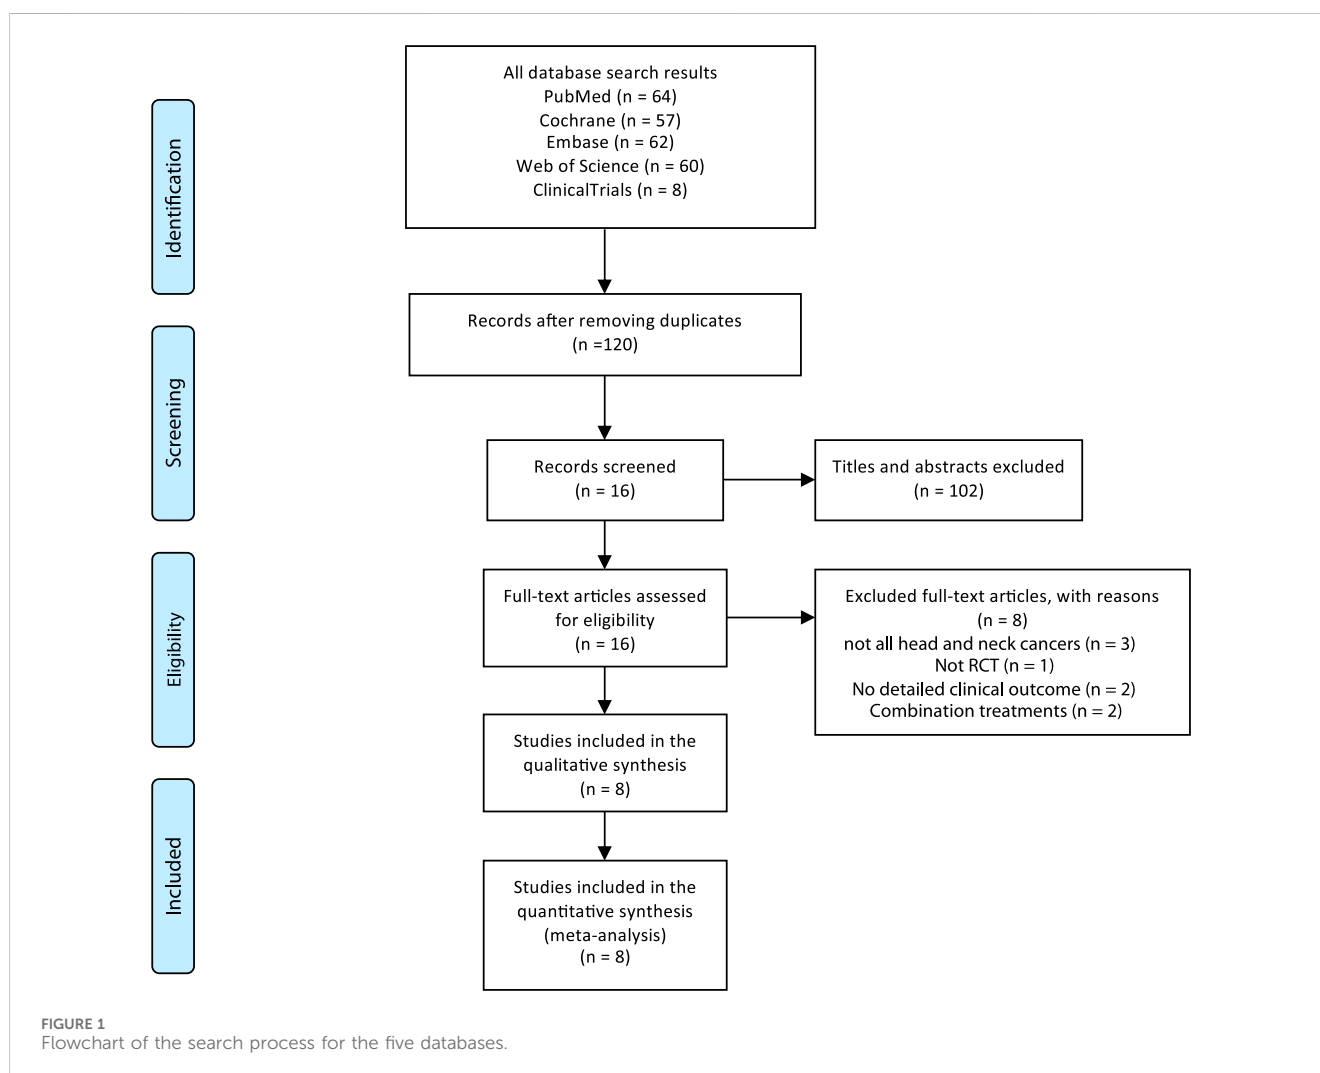 Identification
All database search results
PubMed (n = 64)
Cochrane (n = 57)
Embase (n = 62)
Web of Science (n = 60)
ClinicalTrials (n = 8)
Screening
Records after removing duplicates
(n =120)
Records screened
(n = 16)
Titles and abstracts excluded
(n = 102)
Eligibility
Full-text articles assessed
for eligibility
(n = 16)
Excluded full-text articles, with reasons
(n = 8)
not all head and neck cancers (n = 3)
Not RCT (n = 1)
No detailed clinical outcome (n = 2)
Combination treatments (n = 2)
Studies included in the
qualitative synthesis
(n = 8)
Included
Studies included in the
quantitative synthesis
(meta-analysis)
(n = 8)
FIGURE 1
Flowchart of the search process for the five databases.